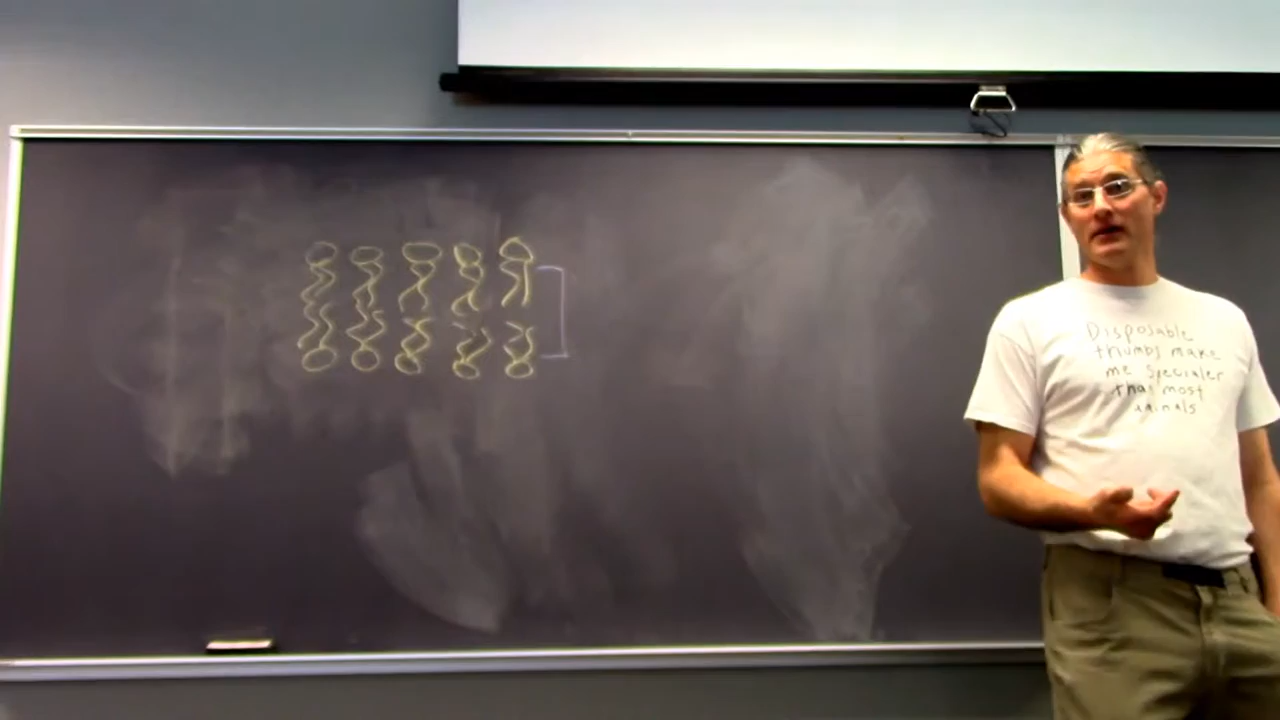 Disposable
thumbs make
me specialer
than most
animals